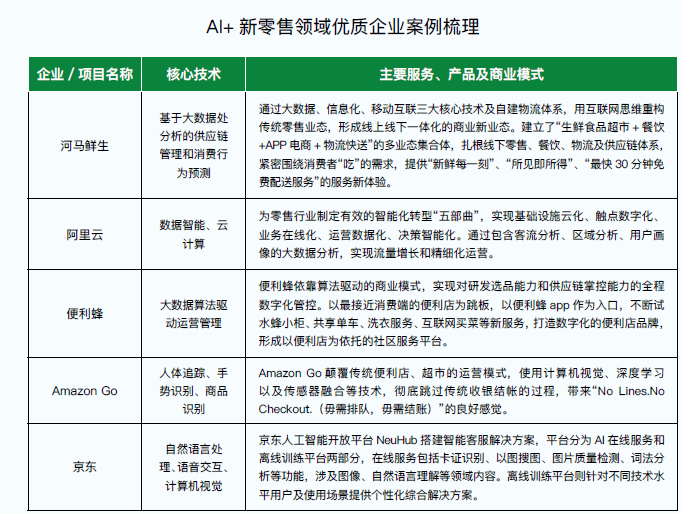 AI+ 新零售领域优质企业案例梳理
企业 / 项目名称
核心技术
主要服务、产品及商业模式
河马鲜生
基于大数据处
分析的供应链
管理和消费行
为预测
通过大数据、信息化、移动互联三大核心技术及自建物流体系，用互联网思维重构
传统零售业态，形成线上线下一体化的商业新业态。建立了“生鲜食品超市 + 餐饮
+APP 电商 + 物流快送”的多业态集合体，扎根线下零售、餐饮、物流及供应链体系，
紧密围绕消费者“吃”的需求，提供“新鲜每一刻”、“所见即所得”、“最快 30 分钟免
费配送服务”的服务新体验。
阿里云
数据智能、云
计算
为零售行业制定有效的智能化转型“五部曲”，实现基础设施云化、触点数字化、
业务在线化、运营数据化、决策智能化。通过包含客流分析、区域分析、用户画
像的大数据分析，实现流量增长和精细化运营。
便利蜂
大数据算法驱
动运营管理
便利蜂依靠算法驱动的商业模式，实现对研发选品能力和供应链掌控能力的全程
数字化管控。以最接近消费端的便利店为跳板，以便利蜂 app 作为入口，不断试
水蜂小柜、共享单车、洗衣服务、互联网买菜等新服务，打造数字化的便利店品牌，
形成以便利店为依托的社区服务平台。
Amazon Go
人体追踪、手
势识别、商品
识别
Amazon Go 颠覆传统便利店、超市的运营模式，使用计算机视觉、深度学习
以及传感器融合等技术，彻底跳过传统收银结帐的过程，带来“No Lines.No
Checkout.（毋需排队，毋需结账）”的良好感觉。
京东
自然语言处
理、语音交互、
计算机视觉
京东人工智能开放平台 NeuHub 搭建智能客服解决方案，平台分为 AI 在线服务和
离线训练平台两部分，在线服务包括卡证识别、以图搜图、图片质量检测、词法分
析等功能，涉及图像、自然语言理解等领域内容。离线训练平台则针对不同技术水
平用户及使用场景提供个性化综合解决方案。